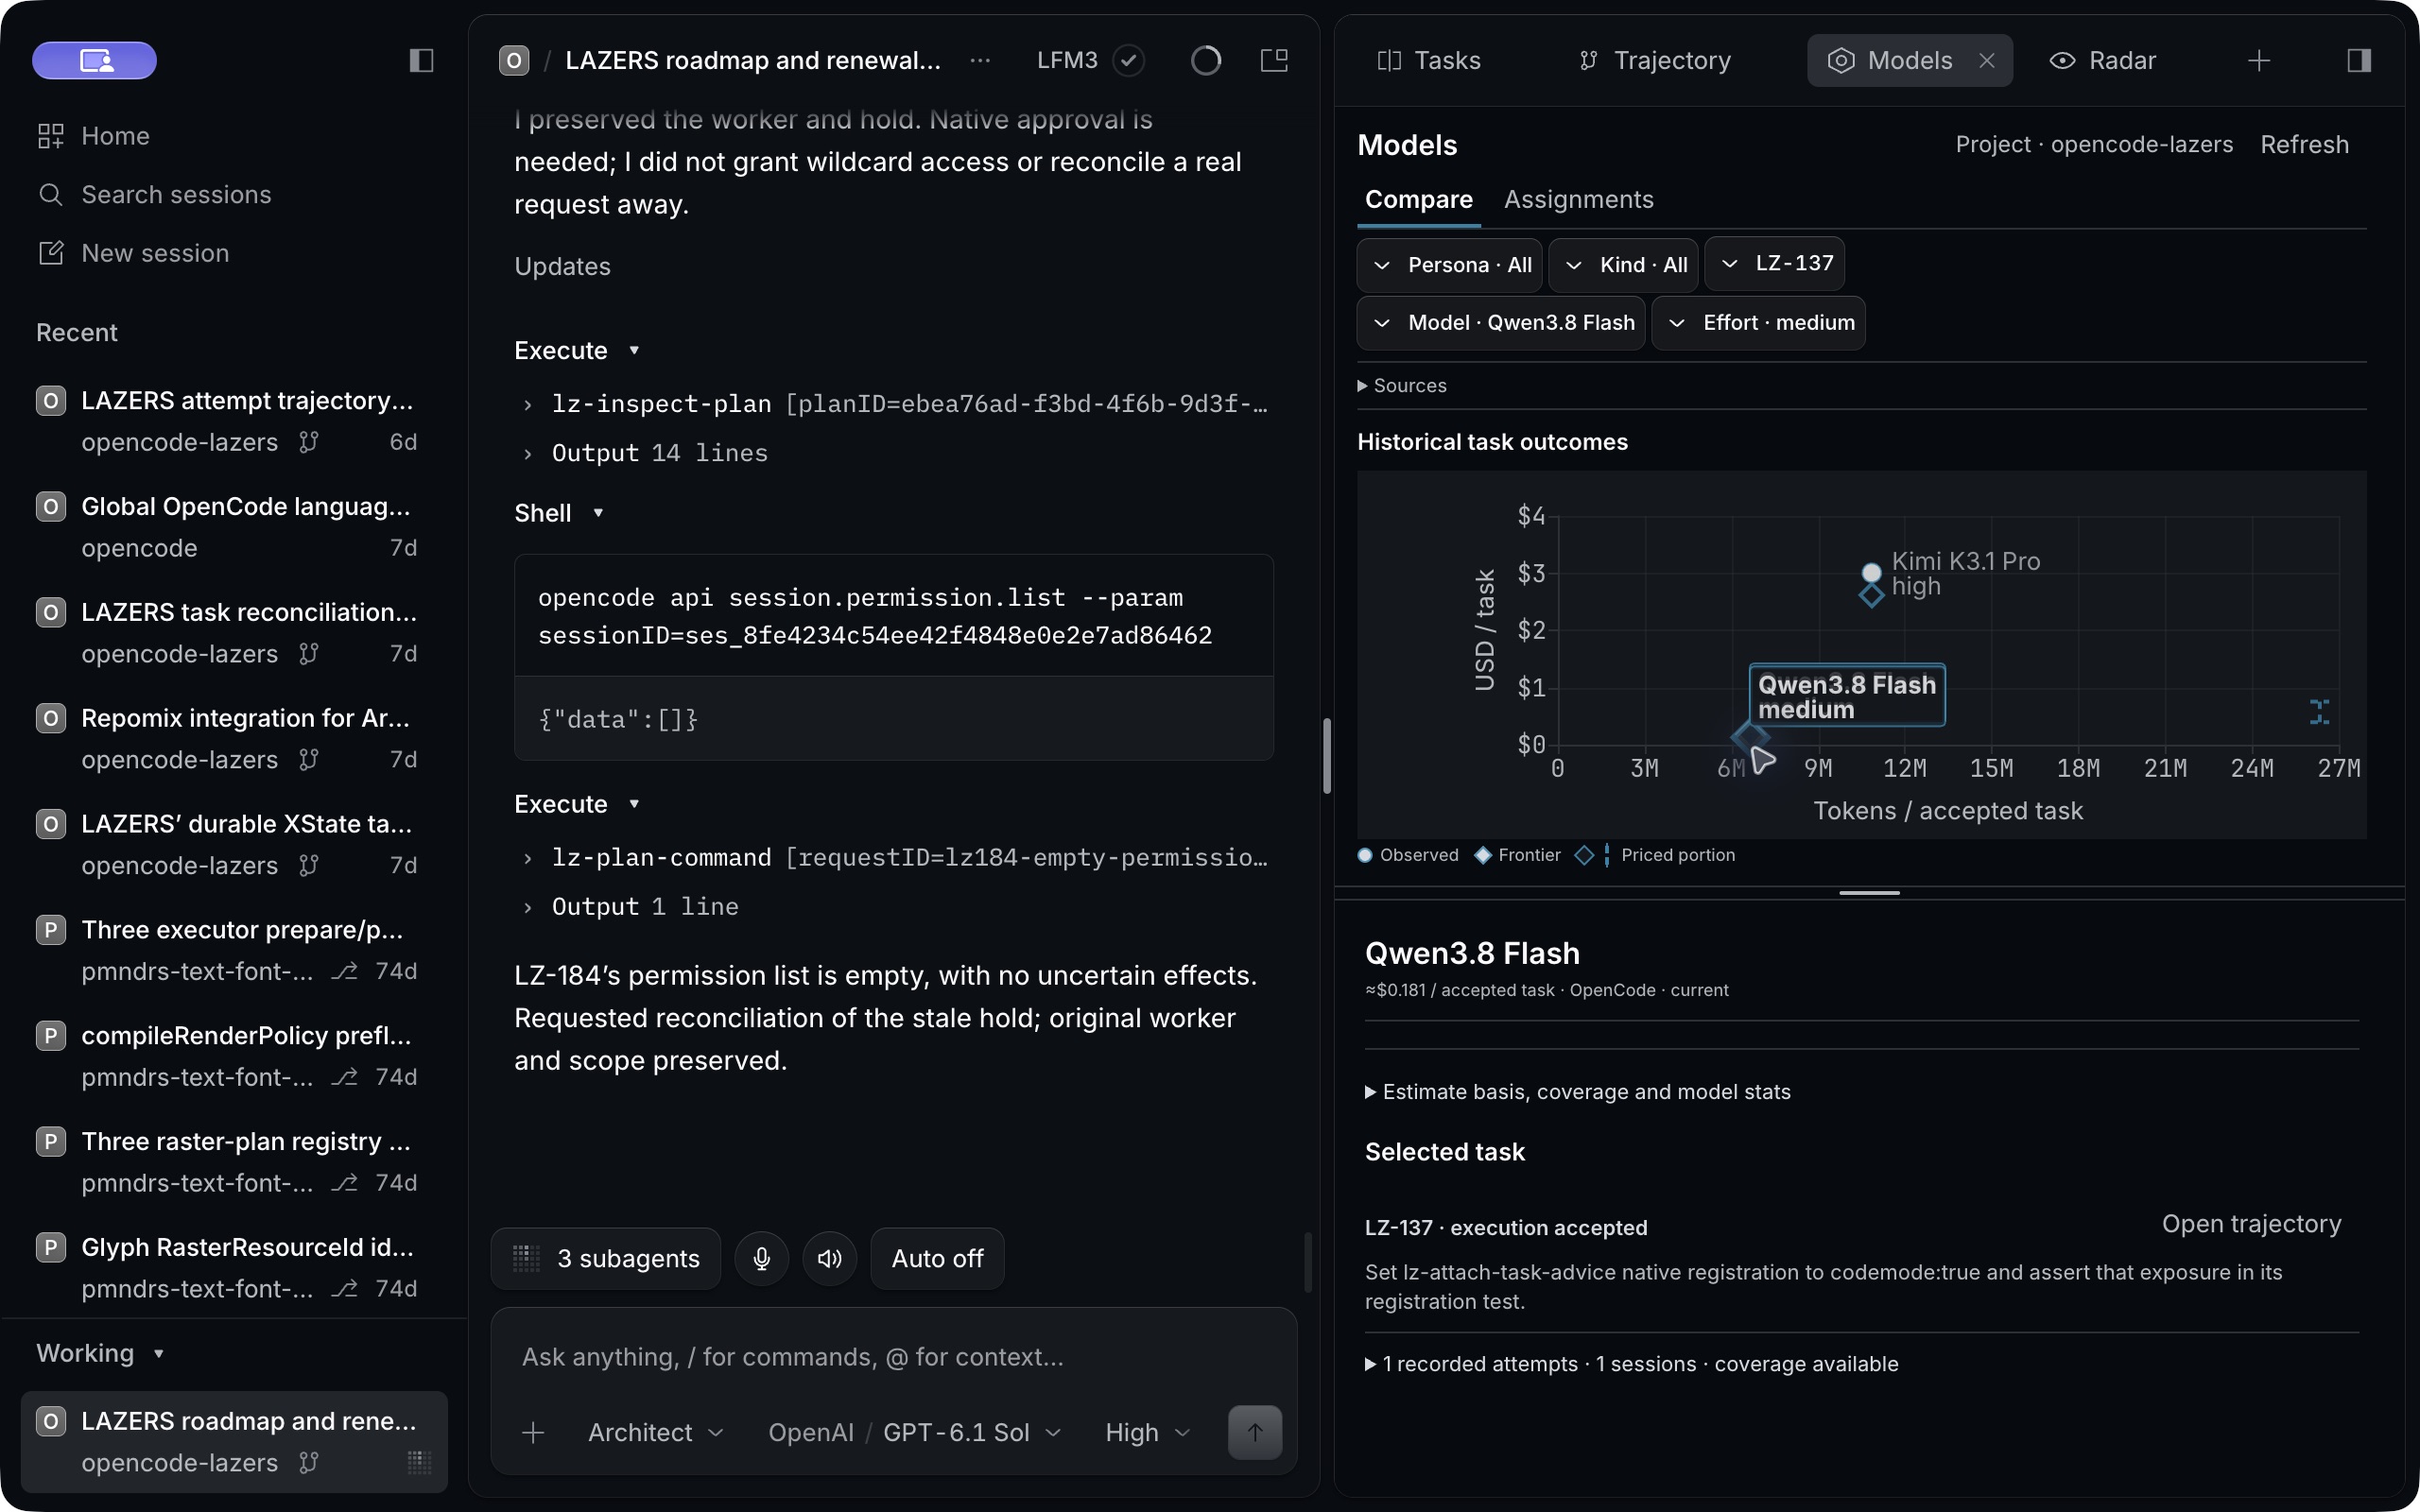 Home
Search sessions
New session
Recent
O LAZERS attempt trajectory...
opencode-lazers 6d
O Global OpenCode languag...
opencode 7d
O LAZERS task reconciliation...
opencode-lazers 7d
O Repomix integration for Ar...
opencode-lazers 7d
O LAZERS’ durable XState ta...
opencode-lazers 7d
P Three executor prepare/p...
pmndrs-text-font-... 74d
P compileRenderPolicy prefl...
pmndrs-text-font-... 74d
P Three raster-plan registry ...
pmndrs-text-font-... 74d
P Glyph RasterResourceId id...
pmndrs-text-font-... 74d
Working
O LAZERS roadmap and rene...
opencode-lazers
O / LAZERS roadmap and renewal... LFM3
I preserved the worker and hold. Native approval is
needed; I did not grant wildcard access or reconcile a real
request away.
Updates
Execute
lz-inspect-plan [planID=ebea76ad-f3bd-4f6b-9d3f-…
Output 14 lines
Shell
opencode api session.permission.list --param
sessionID=ses_8fe4234c54ee42f4848e0e2e7ad86462
{"data":[]}
Execute
lz-plan-command [requestID=lz184-empty-permissio…
Output 1 line
LZ-184’s permission list is empty, with no uncertain effects.
Requested reconciliation of the stale hold; original worker
and scope preserved.
3 subagents Auto off
Ask anything, / for commands, @ for context...
Architect OpenAI / GPT-6.1 Sol High
Tasks Trajectory Models Radar
Models Project · opencode-lazers Refresh
Compare Assignments
Persona · All Kind · All LZ-137
Model · Qwen3.8 Flash Effort · medium
Sources
Historical task outcomes
USD / task
$4
$3
$2
$1
$0
Kimi K3.1 Pro
high
Qwen3.8 Flash
medium
0 3M 6M 9M 12M 15M 18M 21M 24M 27M
Tokens / accepted task
Observed Frontier Priced portion
Qwen3.8 Flash
≈$0.181 / accepted task · OpenCode · current
Estimate basis, coverage and model stats
Selected task
LZ-137 · execution accepted Open trajectory
Set lz-attach-task-advice native registration to codemode:true and assert that exposure in its
registration test.
1 recorded attempts · 1 sessions · coverage available